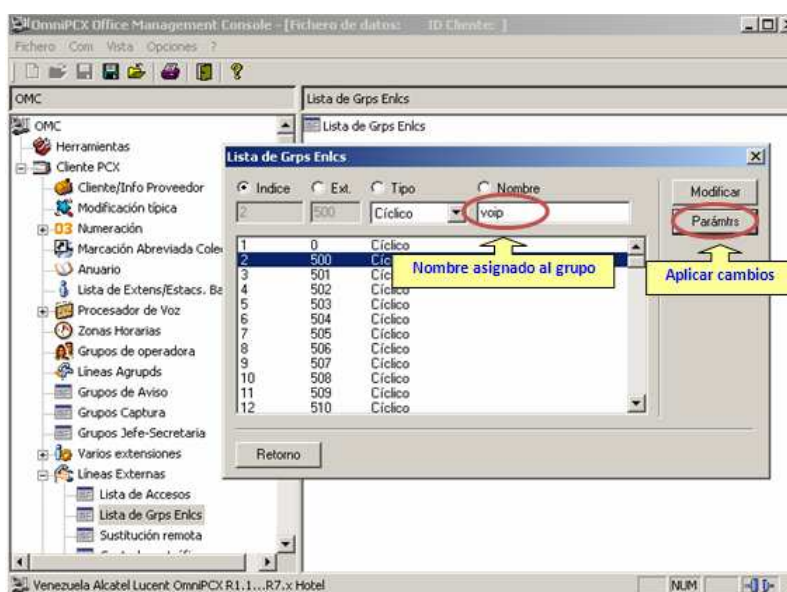 OmniPCX Office Management Console - [Fichero de datos: ID Cliente: ]
Fichero Com Vista Opciones ?
OMC
Lista de Grps Enlcs
OMC
Herramientas
Cliente PCX
Cliente/Info Proveedor
Modificación típica
Numeración
Marcación Abreviada Cole
Anuario
Lista de Extens/Estacs. Ba
Procesador de Voz
Zonas Horarias
Grupos de operadora
Líneas Agrupds
Grupos de Aviso
Grupos Captura
Grupos Jefe-Secretaria
Varios extensiones
Líneas Externas
Lista de Accesos
Lista de Grps Enlcs
Sustitución remota
Lista de Grps Enlcs
Lista de Grps Enlcs
Indice Ext. Tipo Nombre
2 500 Cíclico voip
1 0 Cíclico
2 500
3 501
4 502 Cíclico
5 503 Cíclico
6 504 Cíclico
7 505 Cíclico
8 506 Cíclico
9 507 Cíclico
10 508 Cíclico
11 509 Cíclico
12 510 Cíclico
Nombre asignado al grupo
Modificar
Parámtrs
Aplicar cambios
Retorno
Venezuela Alcatel Lucent OmniPCX R1.1...R7.x Hotel
NUM